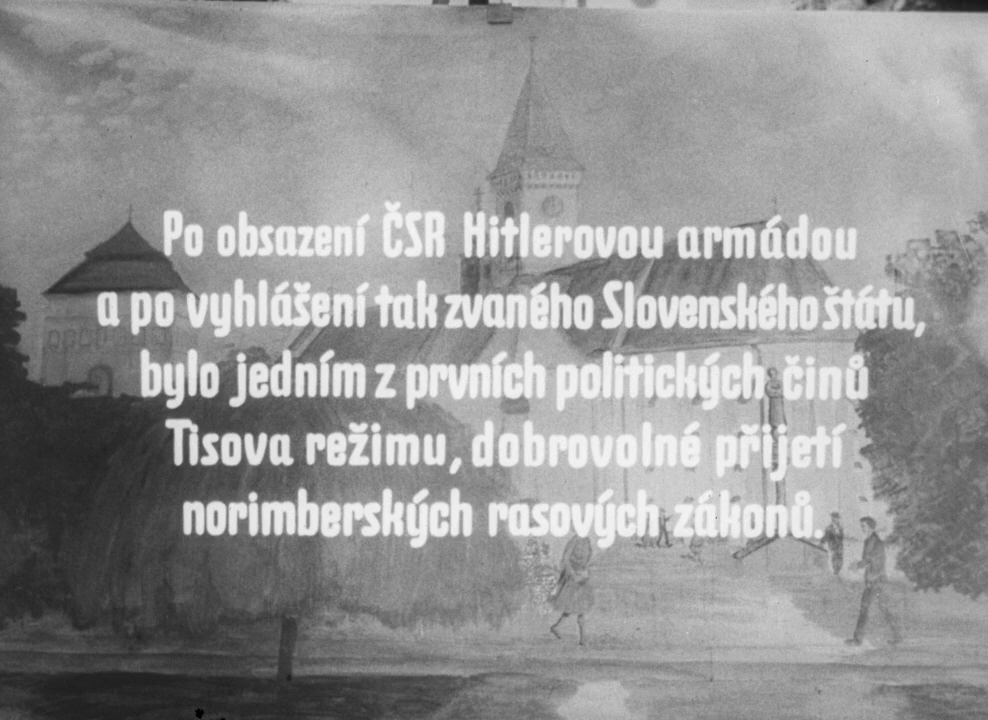 Po obsazení ČSR Hitlerovou armádou
a po vyhlášení tak zvaného Slovenského štátu,
bylo jedním z prvních politických činů
Tisova režimu, dobrovolné přijetí
norimberských rasových zákonů.